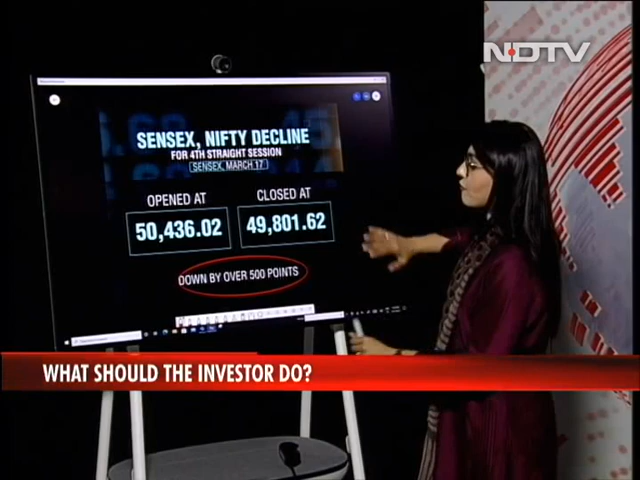 NDTV
SENSEX, NIFTY DECLINE
FOR 4TH STRAIGHT SESSION
SENSEX, MARCH 17
OPENED AT
CLOSED AT
50,436.02
49,801.62
DOWN BY OVER 500 POINTS
WHAT SHOULD THE INVESTOR DO?